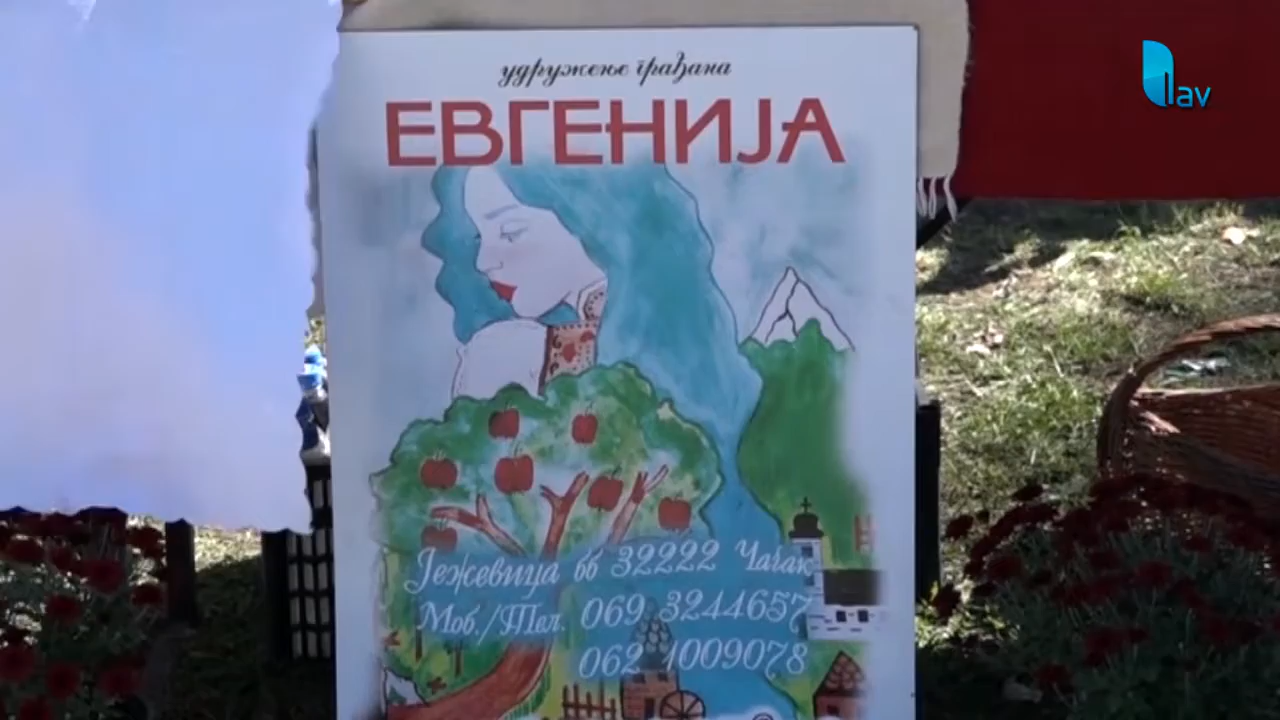 удружење грађана
ЕВГЕНИЈА
lav
Јежевица бб 32222 Чачак
Моб./Тел. 069 3244657
062 1009078